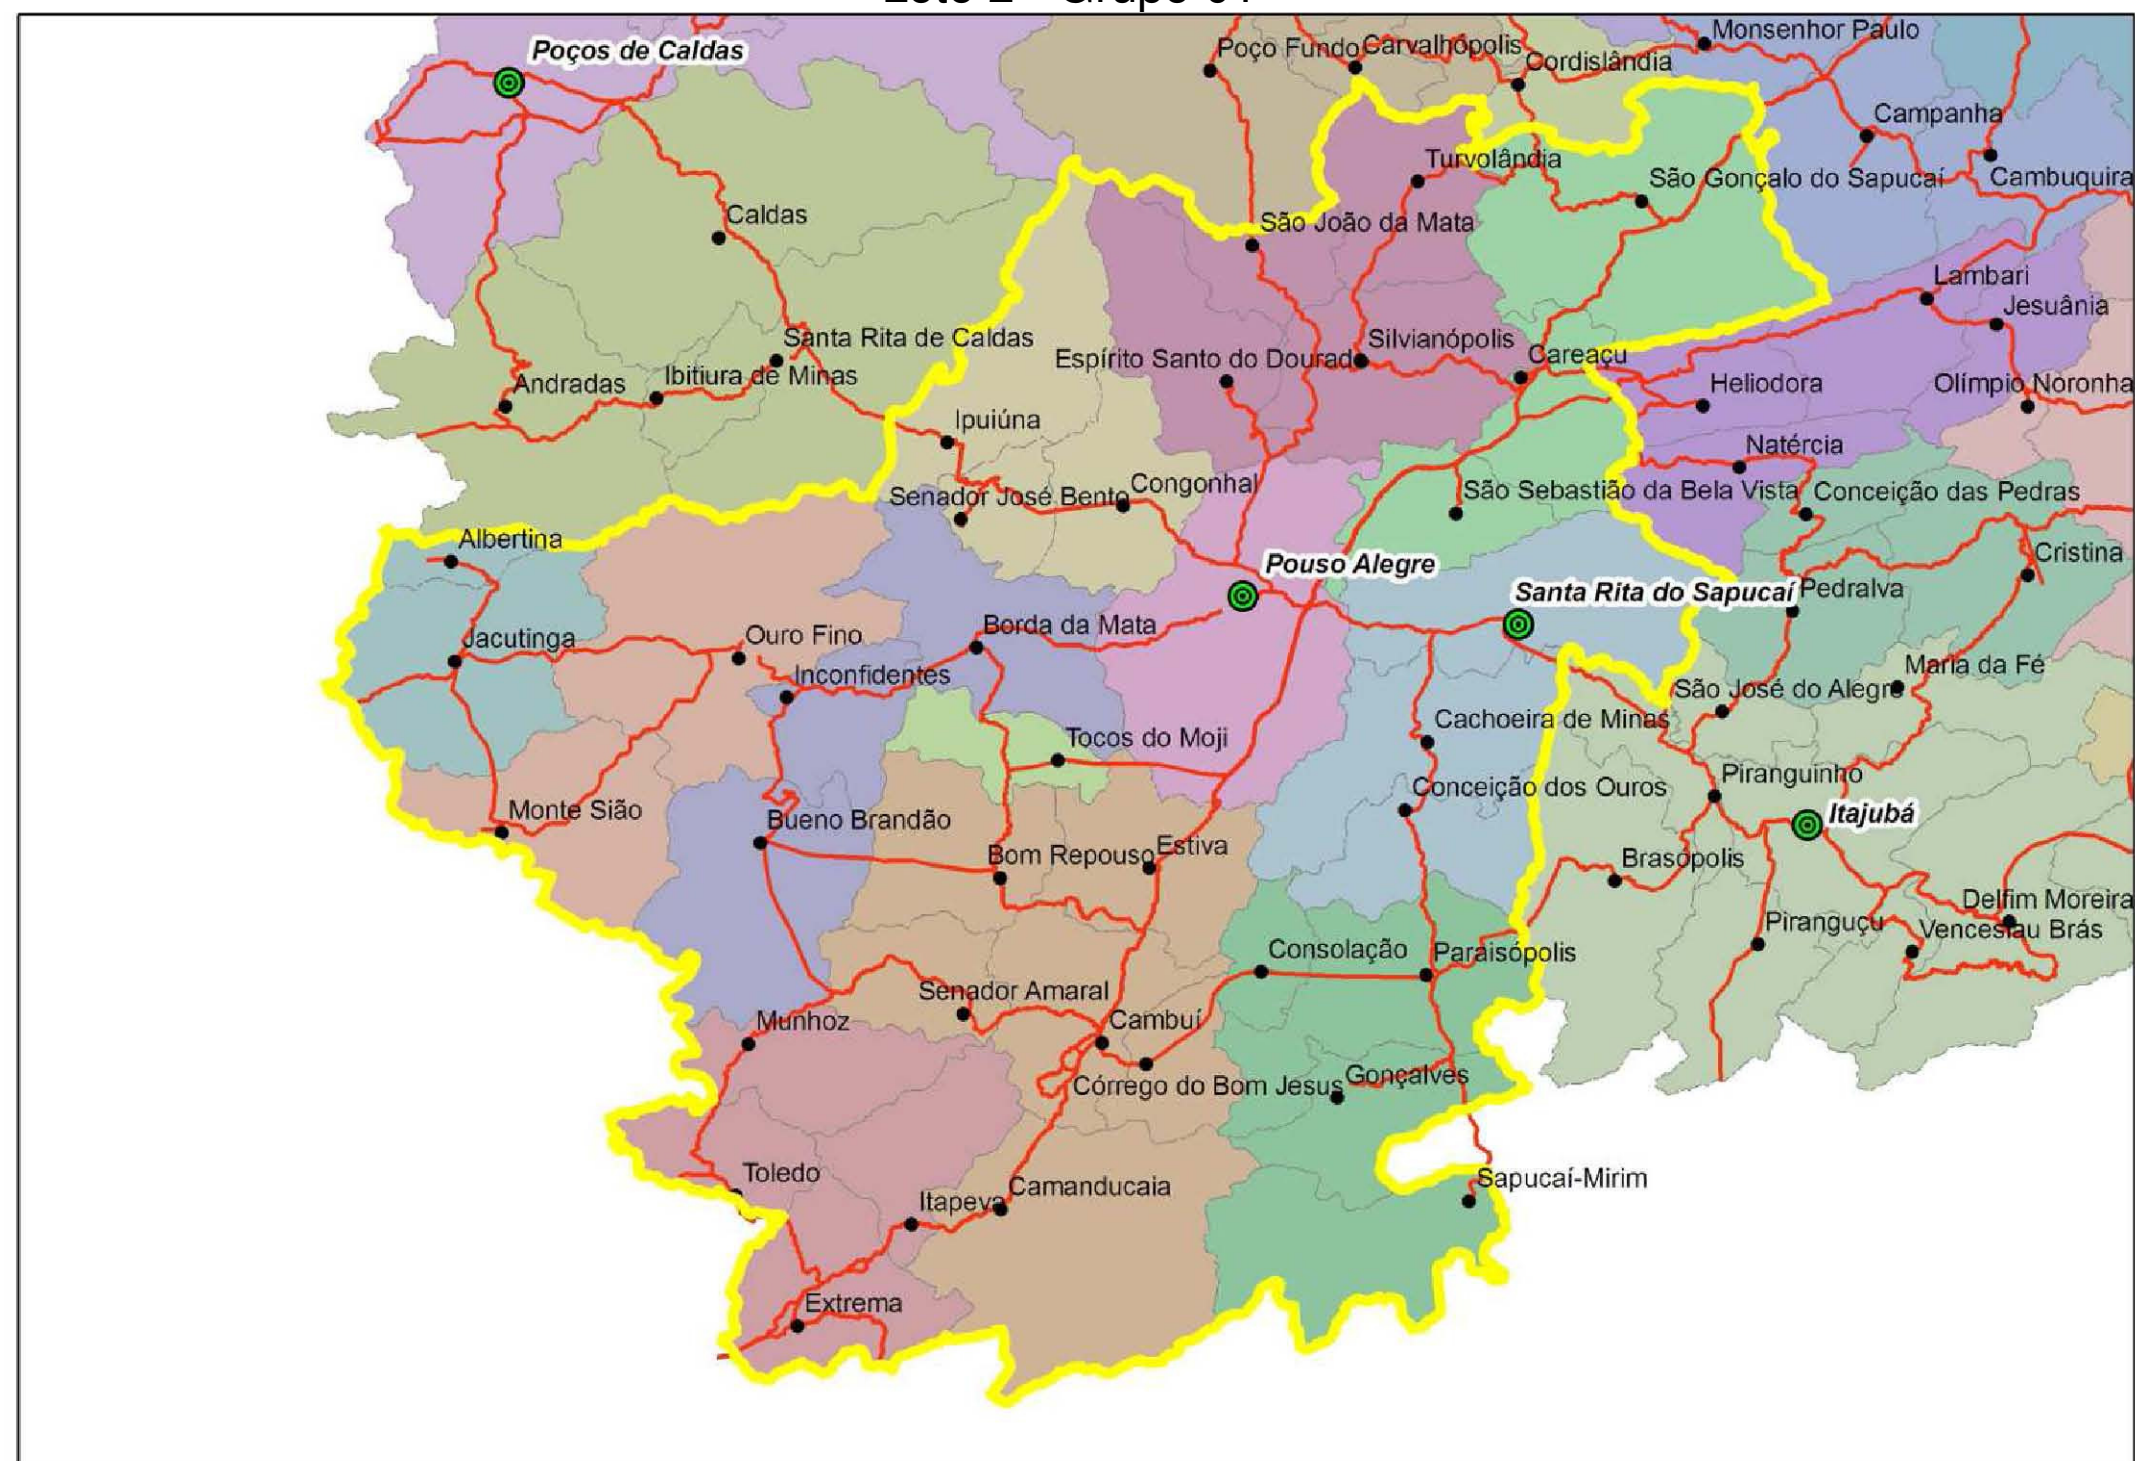 Lote 2 - Grupo 01
Monsenhor Paulo
Poços de Caldas
Poço Fundo
Carvalhópolis
Cordislândia
Campanha
Turvolândia
São Gonçalo do Sapucaí
Cambuquira
Caldas
São João da Mata
Lambari
Jesuânia
Santa Rita de Caldas
Silvianópolis
Espírito Santo do Dourad
Careaçu
Andradas
Ibitiura de Minas
Heliodora
Olímpio Noronha
Ipuiúna
Natércia
Senador José Bento
Congonhal
São Sebastião da Bela Vista
Conceição das Pedras
Albertina
Cristina
Pouso Alegre
Santa Rita do Sapucaí
Pedralva
Jacutinga
Ouro Fino
Borda da Mata
Inconfidentes
Maria da Fé
São José do Alegre
Cachoeira de Minas
Tocos do Moji
Conceição dos Ouros
Piranguinho
Monte Sião
Itajubá
Bueno Brandão
Bom Repouso
Estiva
Brasópolis
Delfim Moreira
Piranguçu
Venceslau Brás
Consolação
Paraisópolis
Senador Amaral
Munhoz
Cambuí
Córrego do Bom Jesus
Gonçalves
Toledo
Itapeva
Camanducaia
Sapucaí-Mirim
Extrema